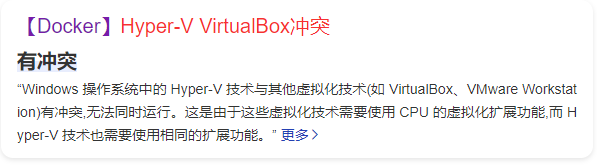 【Docker】Hyper-V VirtualBox冲突
有冲突
“Windows 操作系统中的 Hyper-V 技术与其他虚拟化技术(如 VirtualBox、VMware Workstat
ion)有冲突,无法同时运行。这是由于这些虚拟化技术需要使用 CPU 的虚拟化扩展功能,而 H
yper-V 技术也需要使用相同的扩展功能。” 更多>